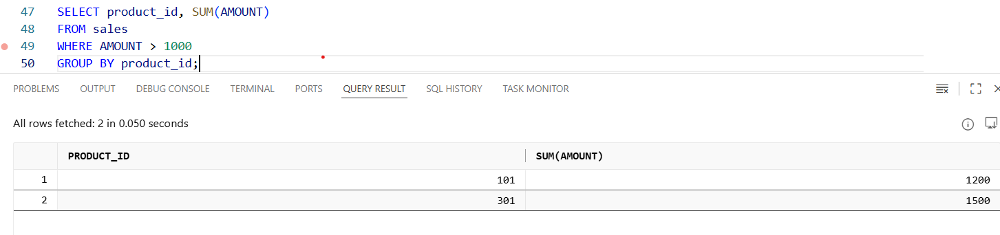 47 SELECT product_id, SUM(AMOUNT)
48 FROM sales
49 WHERE AMOUNT > 1000
50 GROUP BY product_id;
PROBLEMS OUTPUT DEBUG CONSOLE TERMINAL PORTS QUERY RESULT SQL HISTORY TASK MONITOR
All rows fetched: 2 in 0.050 seconds
PRODUCT_ID SUM(AMOUNT)
1 101 1200
2 301 1500